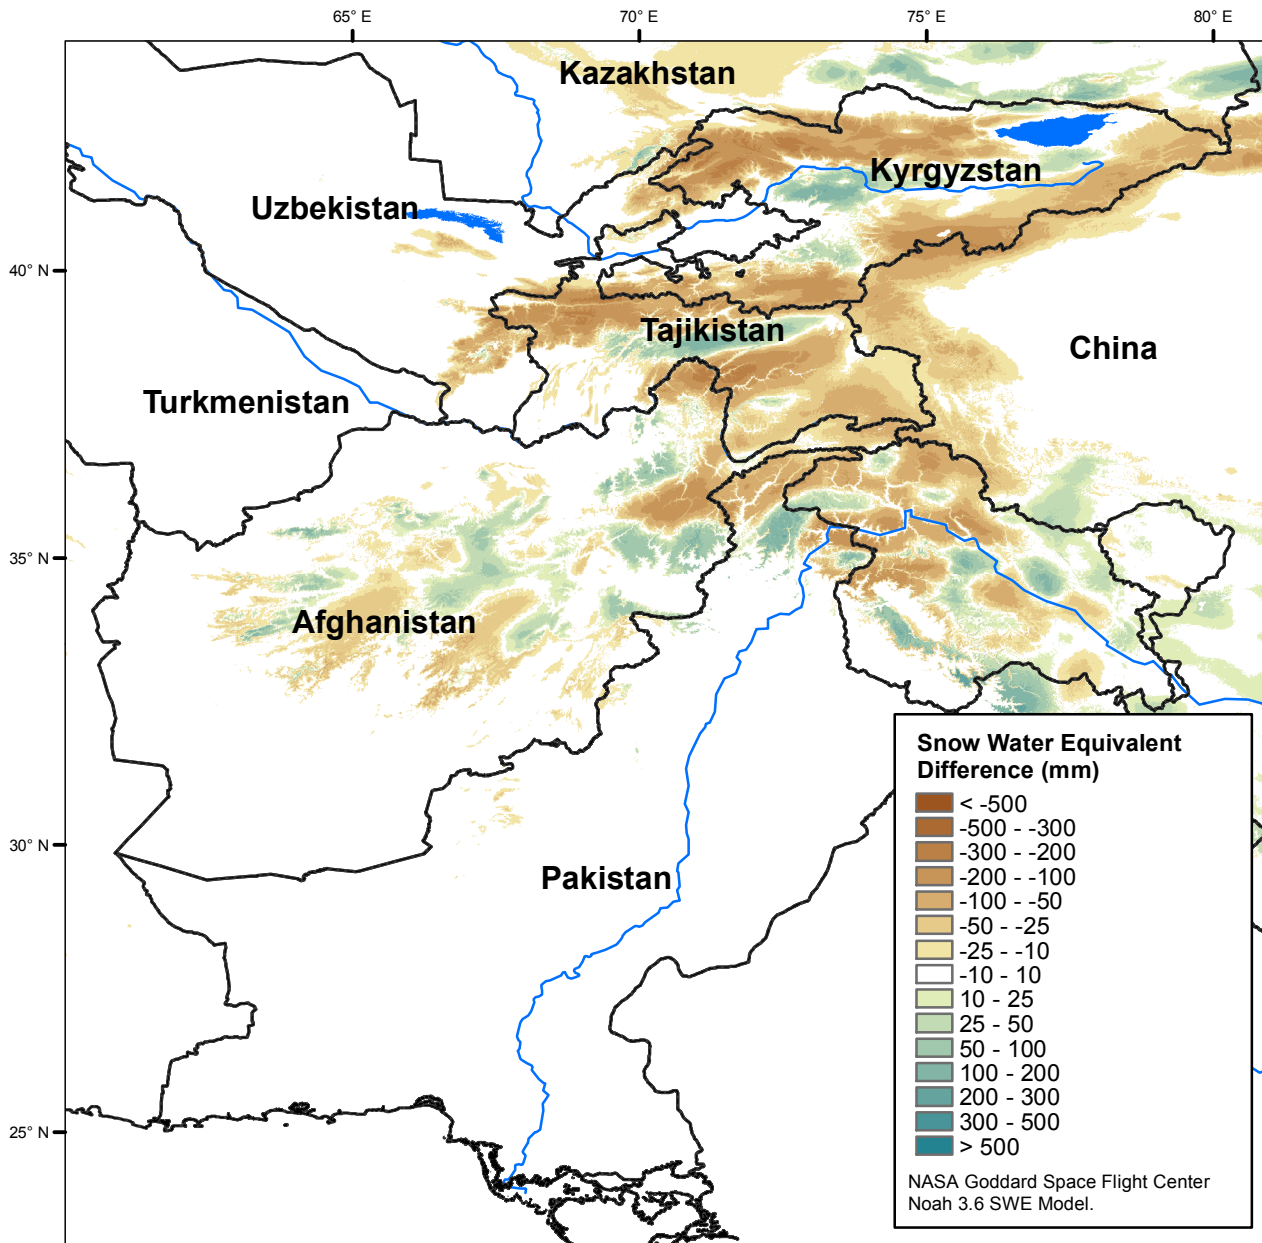 65° E
70° E
75° E
80° E
Kazakhstan
Kyrgyzstan
Uzbekistan
40° N
Tajikistan
China
Turkmenistan
35° N
Afghanistan
Snow Water Equivalent
Difference (mm)
< -500
-500 - -300
-300 - -200
-200 - -100
-100 - -50
-50 - -25
-25 - -10
-10 - 10
10 - 25
25 - 50
50 - 100
100 - 200
200 - 300
300 - 500
> 500
NASA Goddard Space Flight Center
Noah 3.6 SWE Model.
30° N
Pakistan
25° N